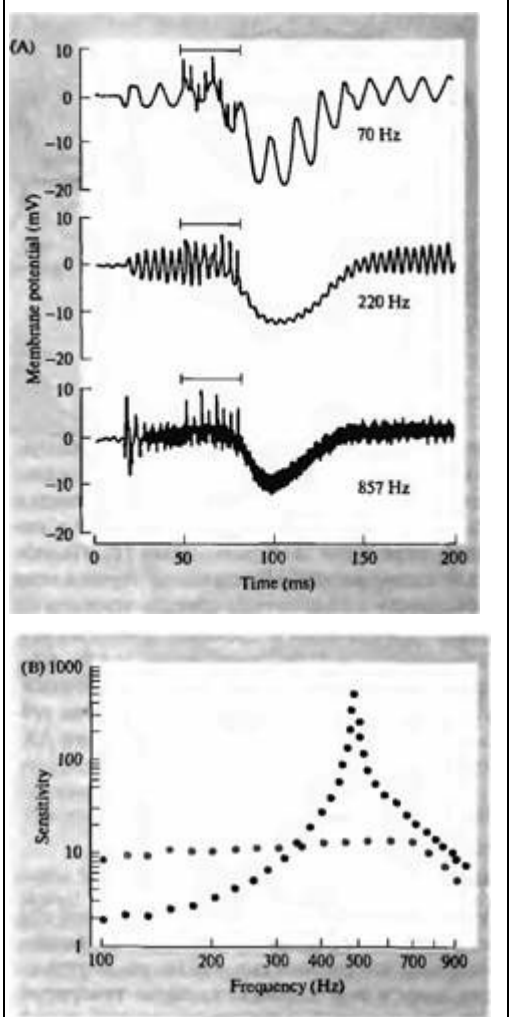 (A)
10
0
-10
-20
70 Hz
10
0
-10
-20
220 Hz
10
0
-10
-20
857 Hz
Membrane potential (mV)
0 50 100 150 200
Time (ms)
(B)
1000
100
10
1
Sensitivity
100 200 300 400 500 700 900
Frequency (Hz)